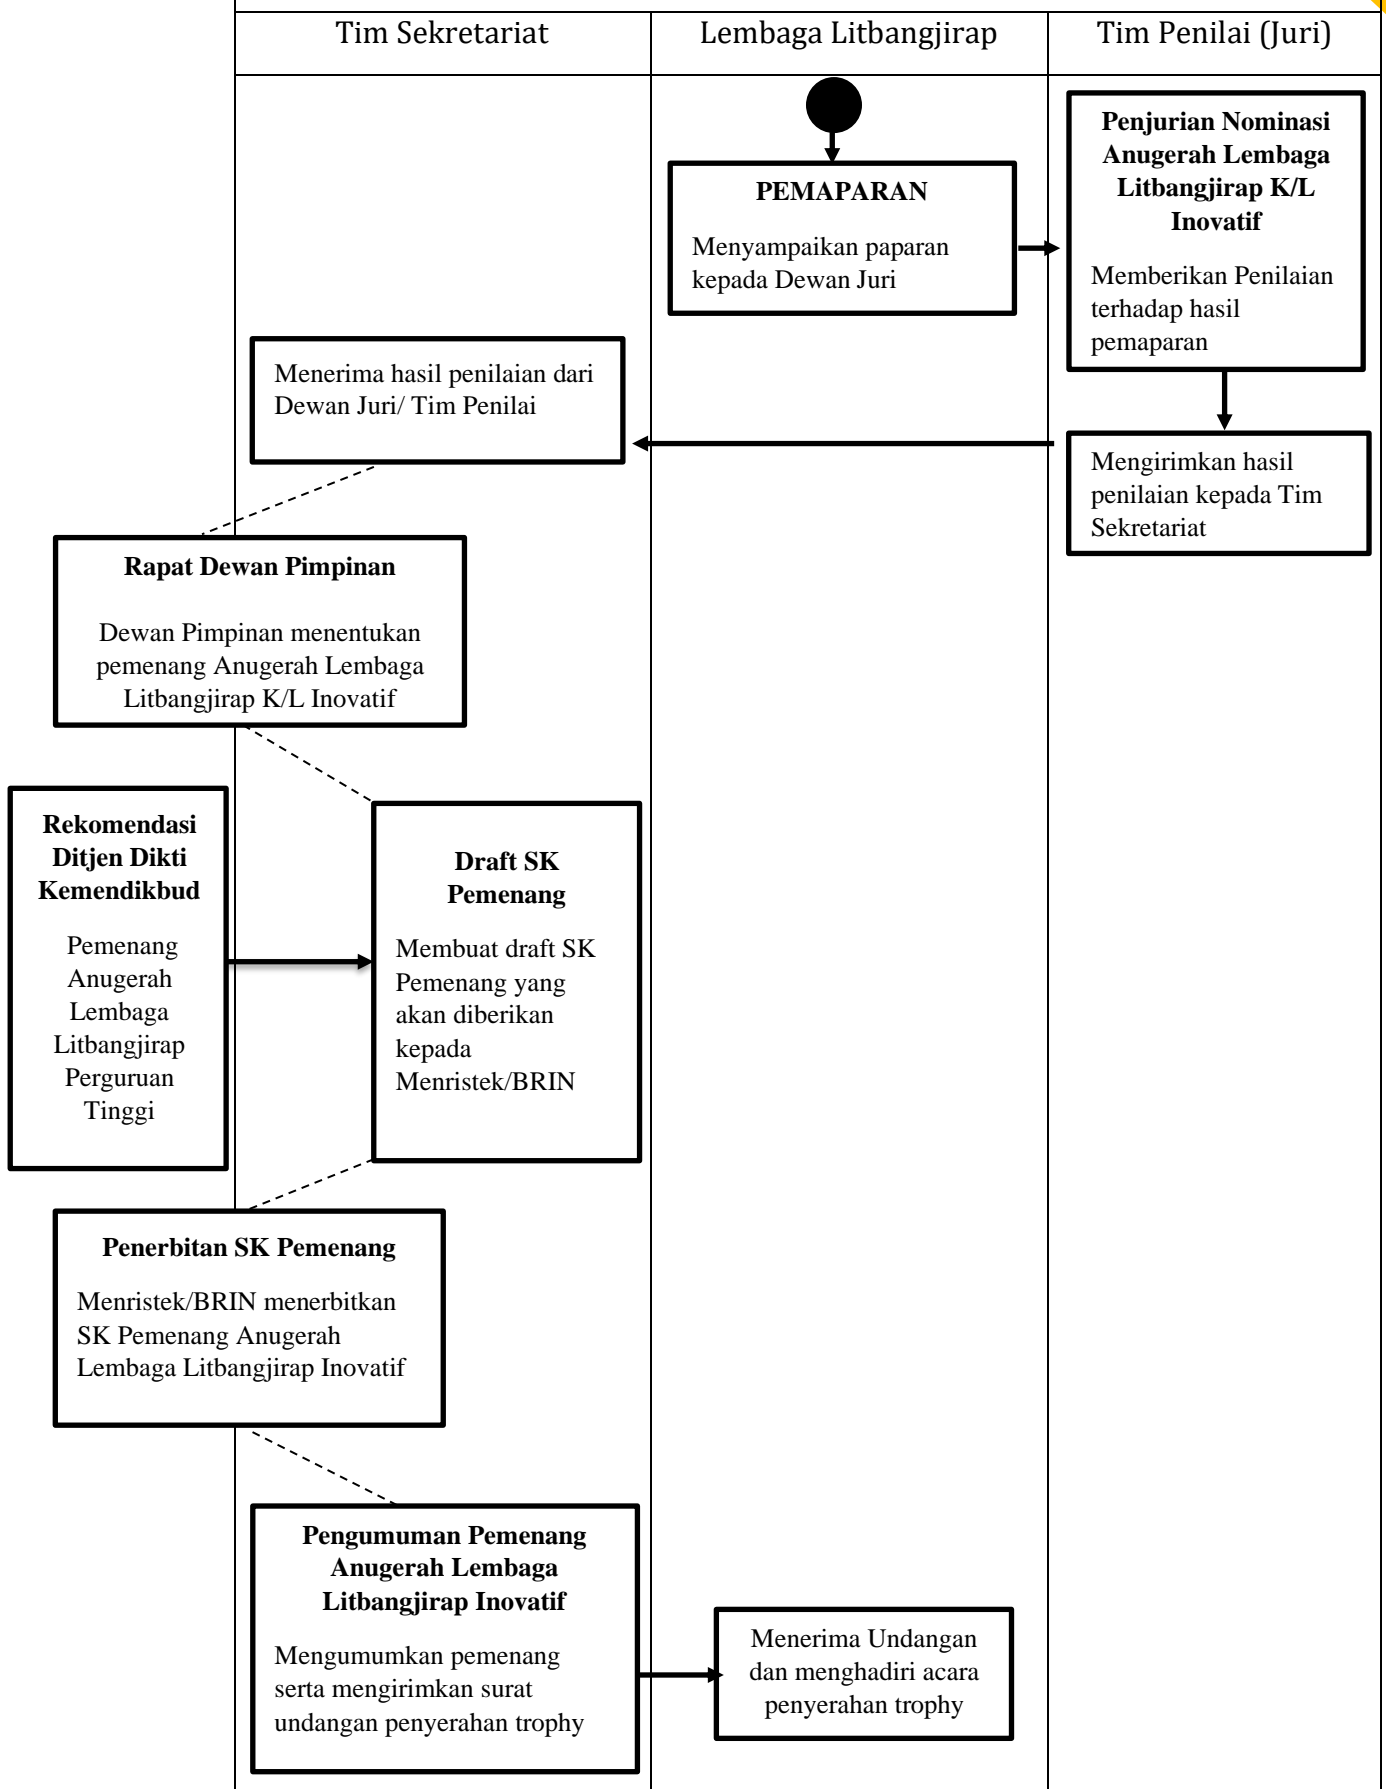 Tim Sekretariat
Lembaga Litbangjirap
Tim Penilai (Juri)
PEMAPARAN
Menyampaikan paparan
kepada Dewan Juri
Penjurian Nominasi
Anugerah Lembaga
Litbangjirap K/L
Inovatif
Memberikan Penilaian
terhadap hasil
pemaparan
Mengirimkan hasil
penilaian kepada Tim
Sekretariat
Menerima hasil penilaian dari
Dewan Juri/ Tim Penilai
Rapat Dewan Pimpinan
Dewan Pimpinan menentukan
pemenang Anugerah Lembaga
Litbangjirap K/L Inovatif
Rekomendasi
Ditjen Dikti
Kemendikbud
Pemenang
Anugerah
Lembaga
Litbangjirap
Perguruan
Tinggi
Draft SK
Pemenang
Membuat draft SK
Pemenang yang
akan diberikan
kepada
Menristek/BRIN
Penerbitan SK Pemenang
Menristek/BRIN menerbitkan
SK Pemenang Anugerah
Lembaga Litbangjirap Inovatif
Pengumuman Pemenang
Anugerah Lembaga
Litbangjirap Inovatif
Mengumumkan pemenang
serta mengirimkan surat
undangan penyerahan trophy
Menerima Undangan
dan menghadiri acara
penyerahan trophy